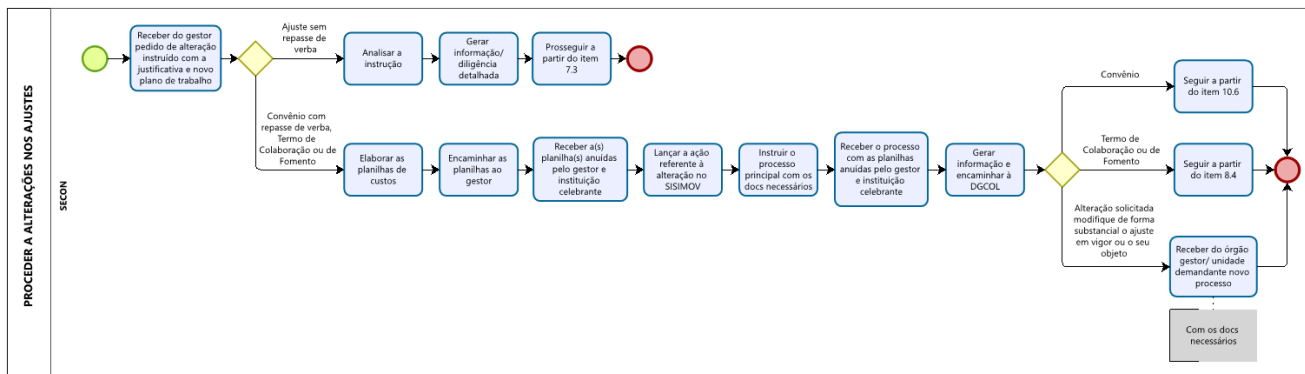 PROCEDER A ALTERAÇÕES NOS AJUSTES
SECON
Receber do gestor
pedido de alteração
instruído com a
justificativa e novo
plano de trabalho
Ajuste sem
repasse de
verba
Analisar a
instrução
Gerar
informação/
diligência
detalhada
Prosseguir a
partir do item
7.3
Convênio com
repasse de verba,
Termo de
Colaboração ou de
Fomento
Elaborar as
planilhas de
custos
Encaminhar as
planilhas ao
gestor
Receber a(s)
planilha(s) anuídas
pelo gestor e
instituição
celebrante
Lançar a ação
referente à
alteração no
SISIMOV
Instruir o
processo
principal com os
docs necessários
Receber o processo
com as planilhas
anuídas pelo gestor
e instituição
celebrante
Gerar
informação e
encaminhar à
DGCOL
Convênio
Seguir a partir
do item 10.6
Termo de
Colaboração ou de
Fomento
Seguir a partir
do item 8.4
Alteração solicitada
modifique de forma
substancial o ajuste
em vigor ou o seu
objeto
Receber do órgão
gestor/ unidade
demandante novo
processo
Com os docs
necessários